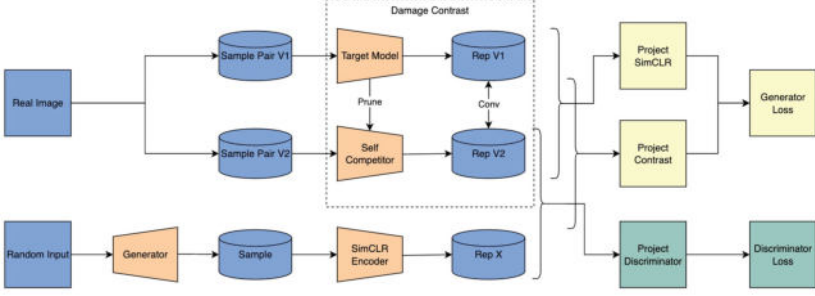 Damage Contrast
Real Image
Sample Pair V1
Target Model
Rep V1
Project
SimCLR
Generator
Loss
Prune
Conv
Sample Pair V2
Self
Competitor
Rep V2
Project
Contrast
Random Input
Generator
Sample
SimCLR
Encoder
Rep X
Project
Discriminator
Discriminator
Loss